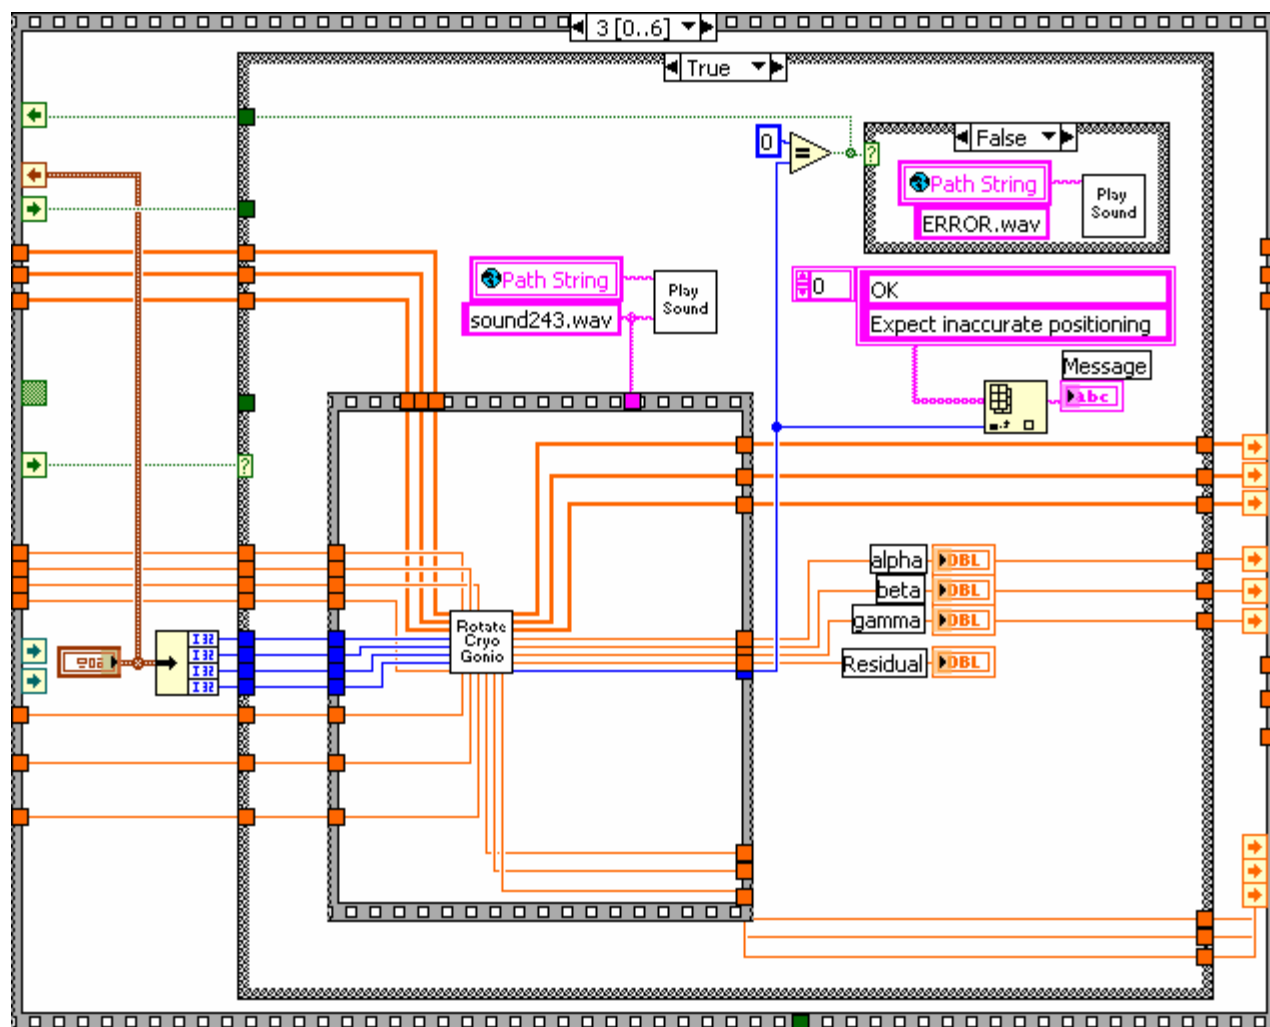 3 [0..6]
True
0
=
?
False
Path String
ERROR.wav
Play
Sound
Path String
sound243.wav
Play
Sound
0
OK
Expect inaccurate positioning
Message
abc
?
Rotate
Cryo
Gonio
alpha
DBL
beta
DBL
gamma
DBL
Residual
DBL
I32
I32
I32
I32